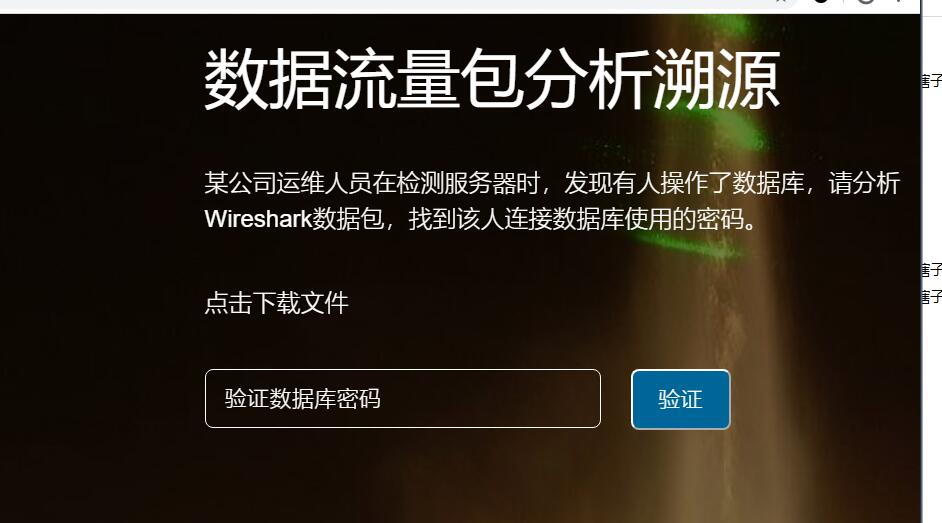 数据流量包分析溯源
某公司运维人员在检测服务器时，发现有人操作了数据库，请分析
Wireshark数据包，找到该人连接数据库使用的密码。
点击下载文件
验证数据库密码
验证
瞎子
瞎子
瞎子